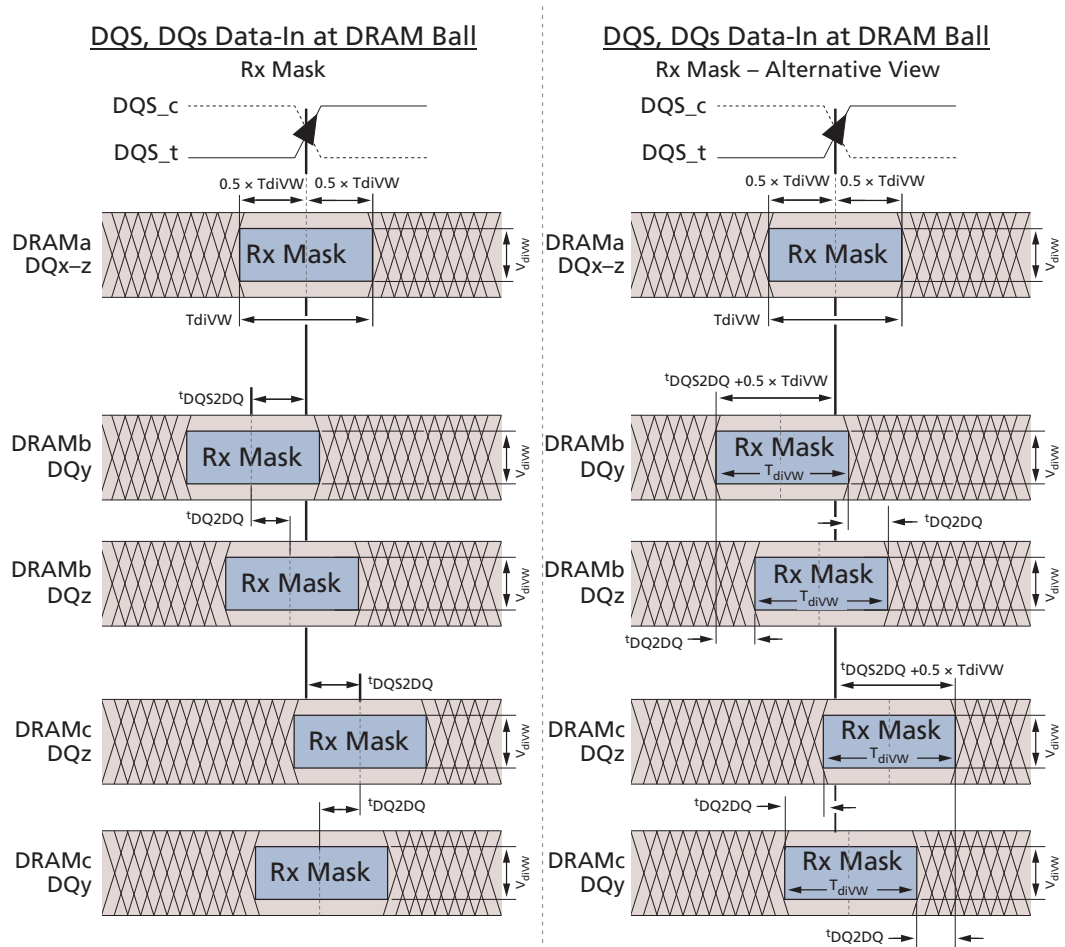 DQS, DQs Data-In at DRAM Ball
Rx Mask
DQS_c
DQS_t
0.5 × TdiVW
0.5 × TdiVW
DRAMa
DQx–z
Rx Mask
VdiVW
TdiVW
tDQS2DQ
DRAMb
DQy
Rx Mask
VdiVW
tDQ2DQ
DRAMb
DQz
Rx Mask
VdiVW
tDQS2DQ
DRAMc
DQz
Rx Mask
VdiVW
tDQ2DQ
DRAMc
DQy
Rx Mask
VdiVW
DQS, DQs Data-In at DRAM Ball
Rx Mask – Alternative View
DQS_c
DQS_t
0.5 × TdiVW
0.5 × TdiVW
DRAMa
DQx–z
Rx Mask
VdiVW
TdiVW
tDQS2DQ +0.5 × TdiVW
DRAMb
DQy
Rx Mask
TdiVW
VdiVW
tDQ2DQ
DRAMb
DQz
Rx Mask
TdiVW
VdiVW
tDQ2DQ
tDQS2DQ +0.5 × TdiVW
DRAMc
DQz
Rx Mask
TdiVW
VdiVW
tDQ2DQ
DRAMc
DQy
Rx Mask
TdiVW
VdiVW
tDQ2DQ